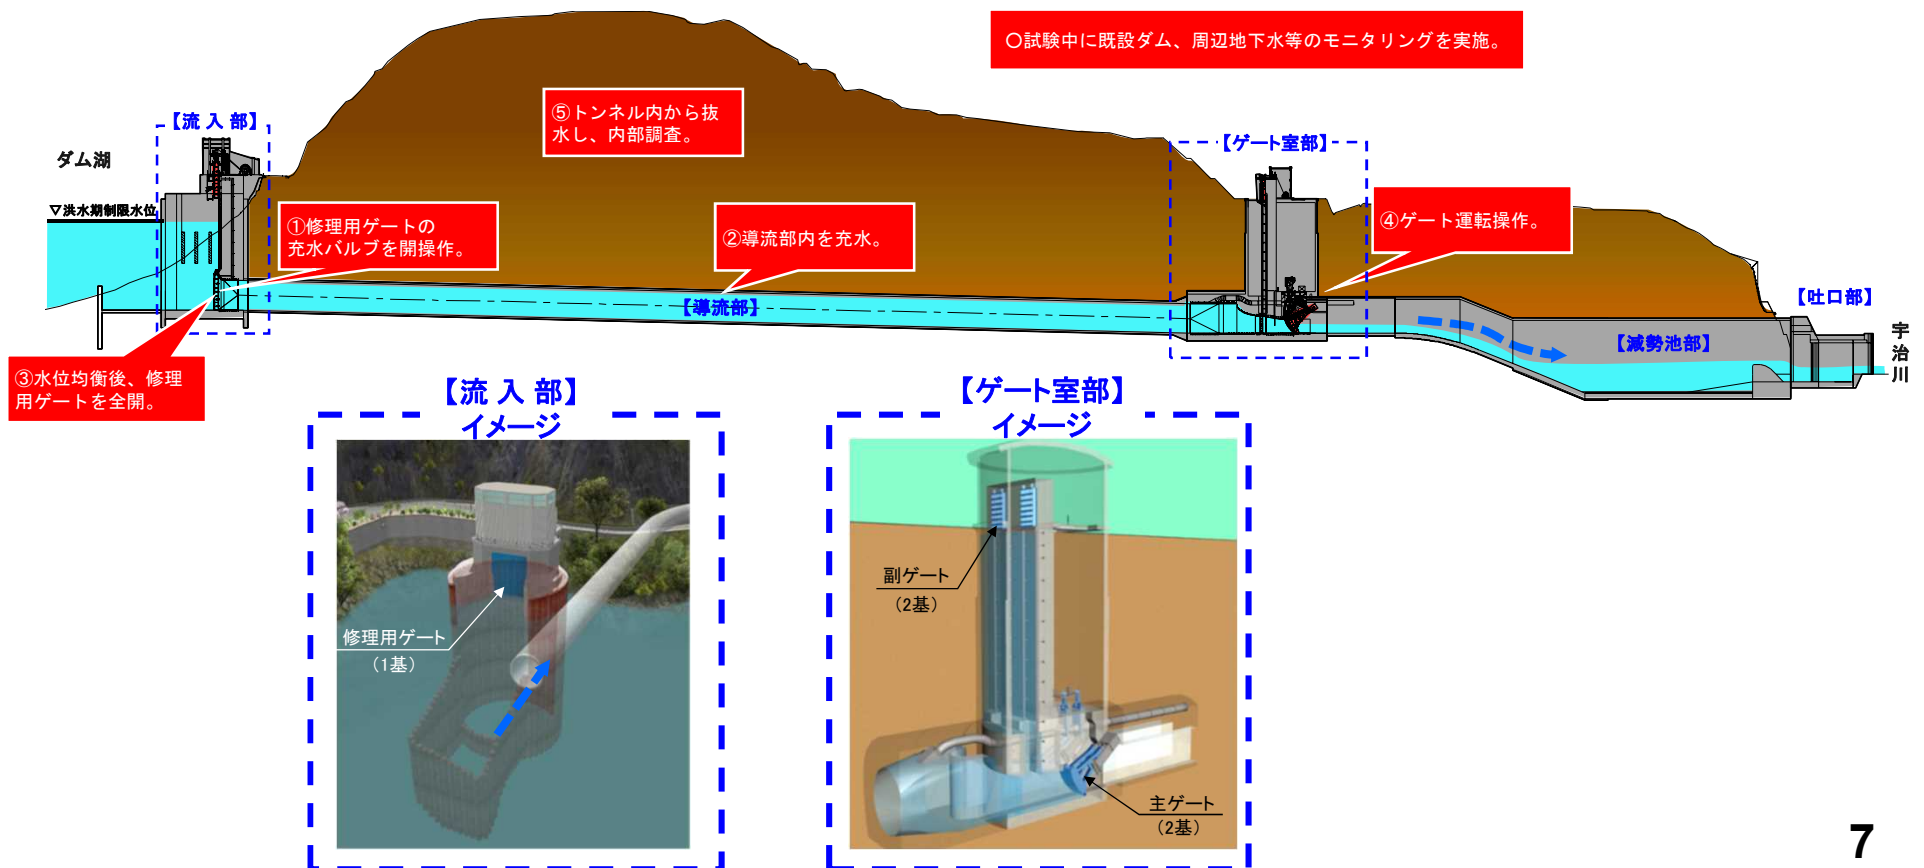 〇試験中に既設ダム、周辺地下水等のモニタリングを実施。
⑤トンネル内から抜
水し、内部調査。
【流 入 部】
ダム湖
▽洪水期制限水位
【ゲート室部】
①修理用ゲートの
充水バルブを開操作。
②導流部内を充水。
④ゲート運転操作。
【導流部】
【吐口部】
宇治川
【減勢池部】
③水位均衡後、修理
用ゲートを全開。
【流 入 部】
イメージ
修理用ゲート
（1基）
【ゲート室部】
イメージ
副ゲート
（2基）
主ゲート
（2基）
7